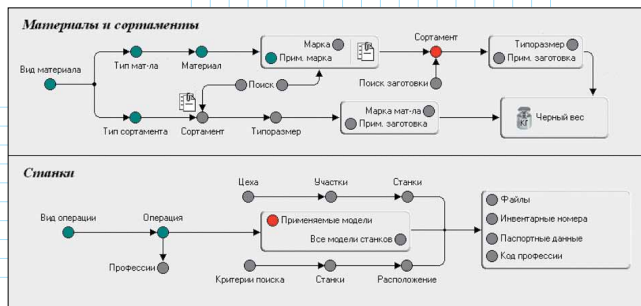 Материалы и сортаменты
Тип мат-ла
Материал
Марка
Прим. марка
Сортамент
Типоразмер
Прим. заготовка
Вид материала
Поиск
Поиск заготовки
Тип сортамента
Сортамент
Типоразмер
Марка мат-ла
Прим. заготовка
Черный вес
Станки
Цеха
Участки
Станки
Вид операции
Операция
Применяемые модели
Все модели станков
Профессии
Критерии поиска
Станки
Расположение
Файлы
Инвентарные номера
Паспортные данные
Код профессии